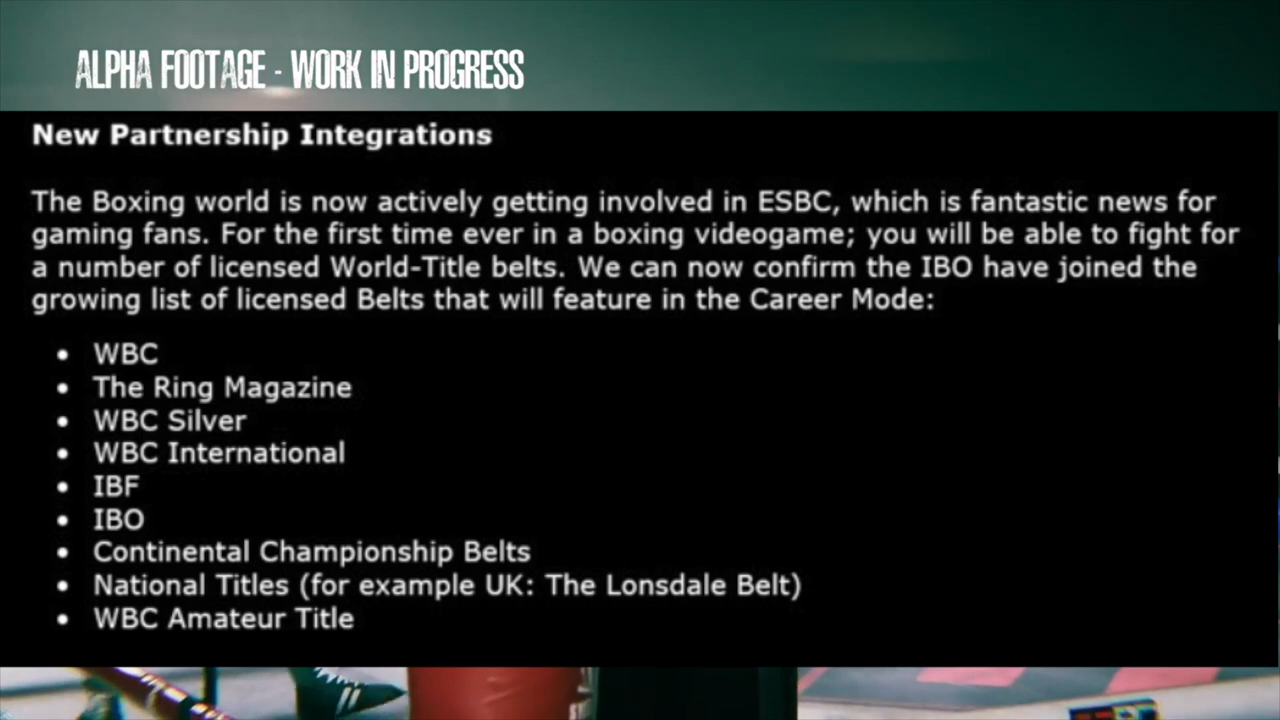 ALPHA FOOTAGE - WORK IN PROGRESS
New Partnership Integrations
The Boxing world is now actively getting involved in ESBC, which is fantastic news for
gaming fans. For the first time ever in a boxing videogame; you will be able to fight for
a number of licensed World-Title belts. We can now confirm the IBO have joined the
growing list of licensed Belts that will feature in the Career Mode:
• WBC
• The Ring Magazine
• WBC Silver
• WBC International
• IBF
• IBO
• Continental Championship Belts
• National Titles (for example UK: The Lonsdale Belt)
• WBC Amateur Title